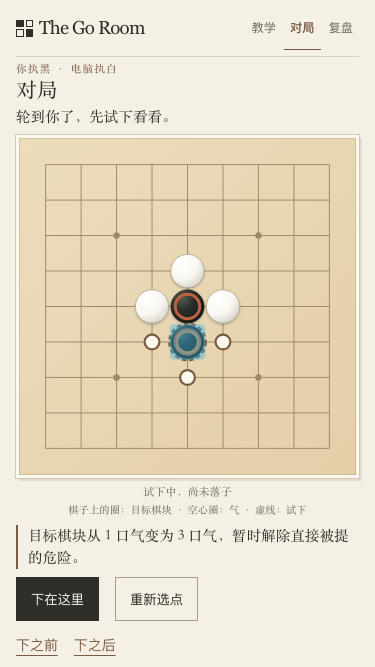 The Go Room
教学 对局 复盘
你执黑 · 电脑执白
对局
轮到你了，先试下看看。
试下中，尚未落子
棋子上的圈：目标棋块 · 空心圈：气 · 虚线：试下
目标棋块从 1 口气变为 3 口气，暂时解除直接被提
的危险。
下在这里 重新选点
下之前 下之后